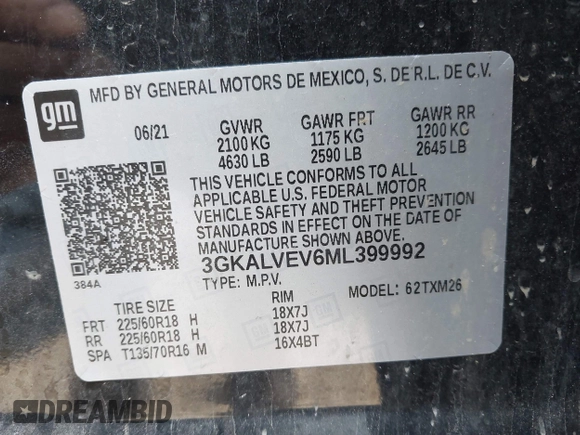 gm
MFD BY GENERAL MOTORS DE MEXICO, S. DE R.L. DE C.V.
06/21 GVWR GAWR FRT GAWR RR
2100 KG 1175 KG 1200 KG
4630 LB 2590 LB 2645 LB
THIS VEHICLE CONFORMS TO ALL
APPLICABLE U.S. FEDERAL MOTOR
VEHICLE SAFETY AND THEFT PREVENTION
STANDARDS IN EFFECT ON THE DATE OF
MANUFACTURE SHOWN ABOVE.
384A
3GKALVEV6ML399992
TYPE: M.P.V. MODEL: 62TXM26
TIRE SIZE RIM
FRT 225/60R18 H 18X7J
RR 225/60R18 H 18X7J
SPA T135/70R16 M 16X4BT
DREAMBID